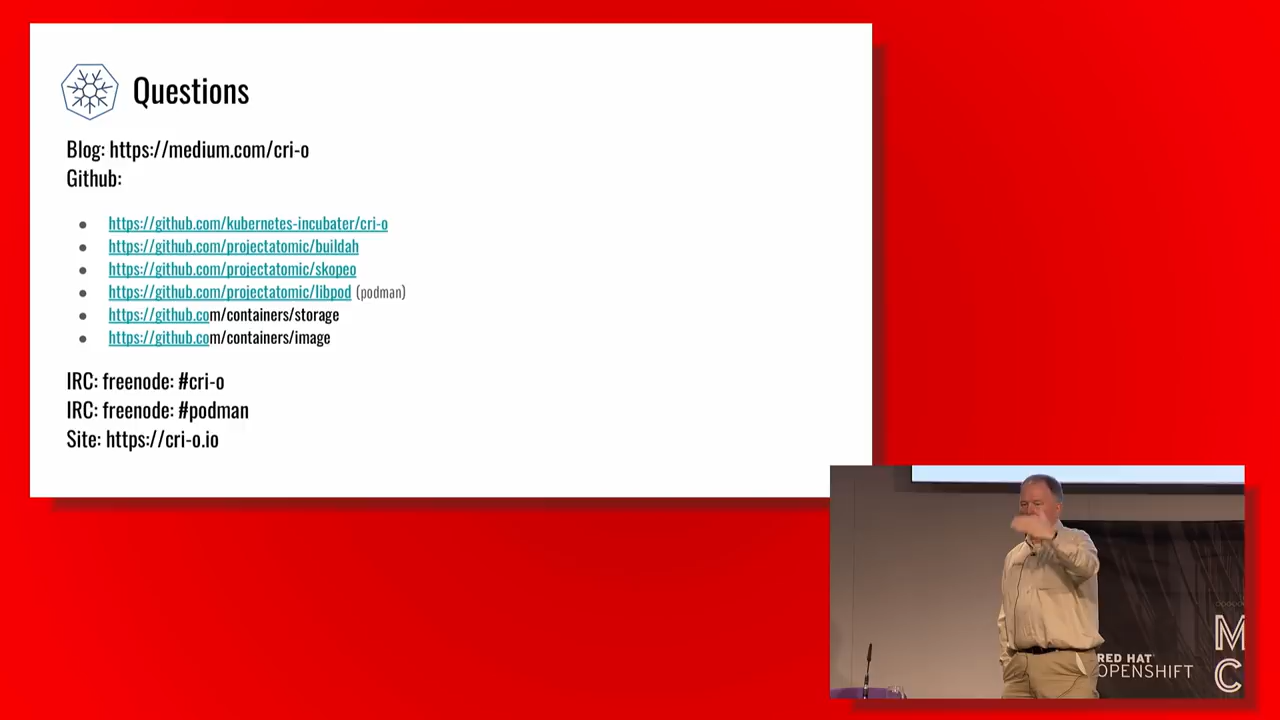 Questions
Blog: https://medium.com/cri-o
Github:
https://github.com/kubernetes-incubater/cri-o
https://github.com/projectatomic/buildah
https://github.com/projectatomic/skopeo
https://github.com/projectatomic/libpod (podman)
https://github.com/containers/storage
https://github.com/containers/image
IRC: freenode: #cri-o
IRC: freenode: #podman
Site: https://cri-o.io
RED HAT
OPENSHIFT
M
C